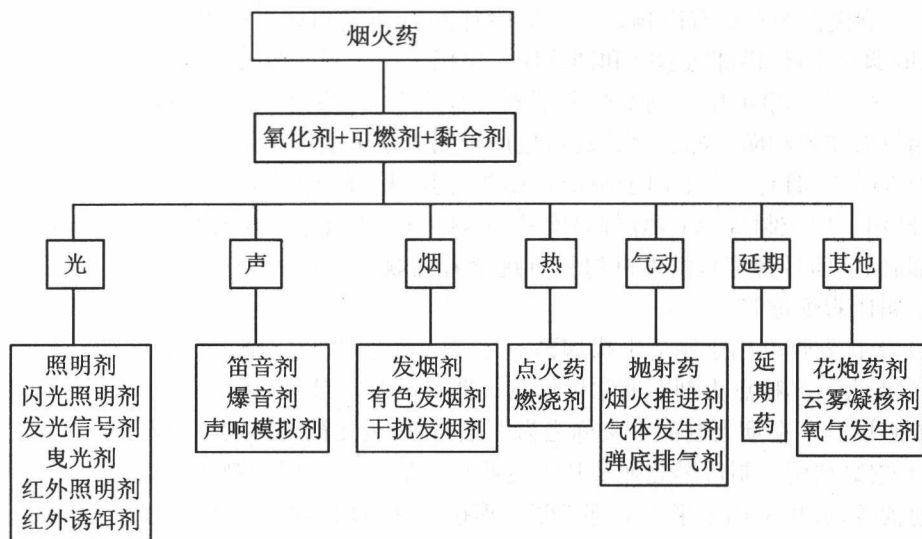 烟火药
氧化剂+可燃剂+黏合剂
光
声
烟
热
气动
延期
其他
照明剂
闪光照明剂
发光信号剂
曳光剂
红外照明剂
红外诱饵剂
笛音剂
爆音剂
声响模拟剂
发烟剂
有色发烟剂
干扰发烟剂
点火药
燃烧剂
抛射药
烟火推进剂
气体发生剂
弹底排气剂
延
期
药
花炮药剂
云雾凝核剂
氧气发生剂